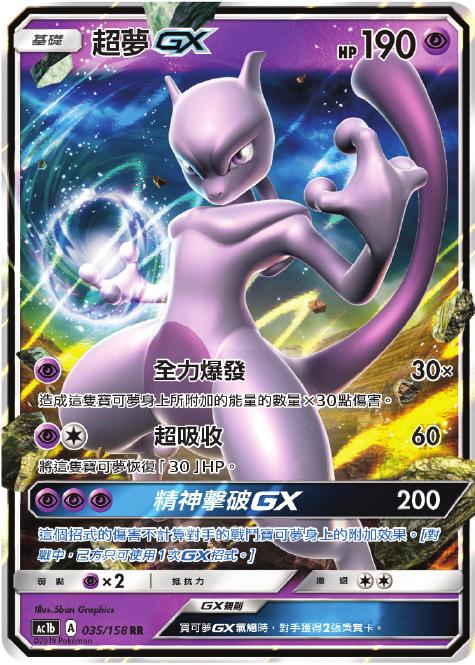 基礎 超夢GX HP 190
全力爆發 30×
造成這隻寶可夢身上所附加的能量的數量×30點傷害。
超吸收 60
將這隻寶可夢恢復「30」HP。
精神擊破GX 200
這個招式的傷害不計算對手的戰鬥寶可夢身上的附加效果。[對
戰中,己方只可使用1次GX招式。]
弱點 ×2 抵抗力 撤退
Illus.5ban Graphics
AC1b A 035/158 RR
©2019 Pokémon
GX規則
寶可夢GX氣絕時,對手獲得2張獎賞卡。